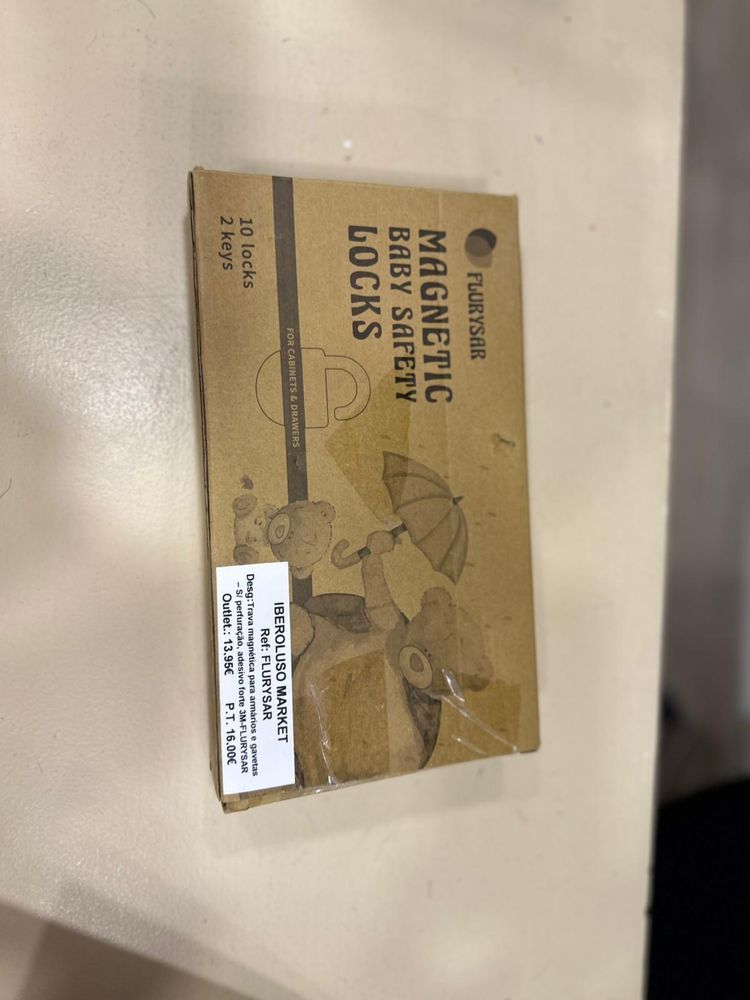 FLURYSAR
MAGNETIC
BABY SAFETY
LOCKS
FOR CABINETS & DRAWERS
10 locks
2 keys
IBEROLUSO MARKET
Ref: FLURYSAR
Desg:Trava magnética para armários e gavetas
– S/ perfuração, adesivo forte 3M-FLURYSAR
Outlet.: 13.95€ P.T. 16.00€